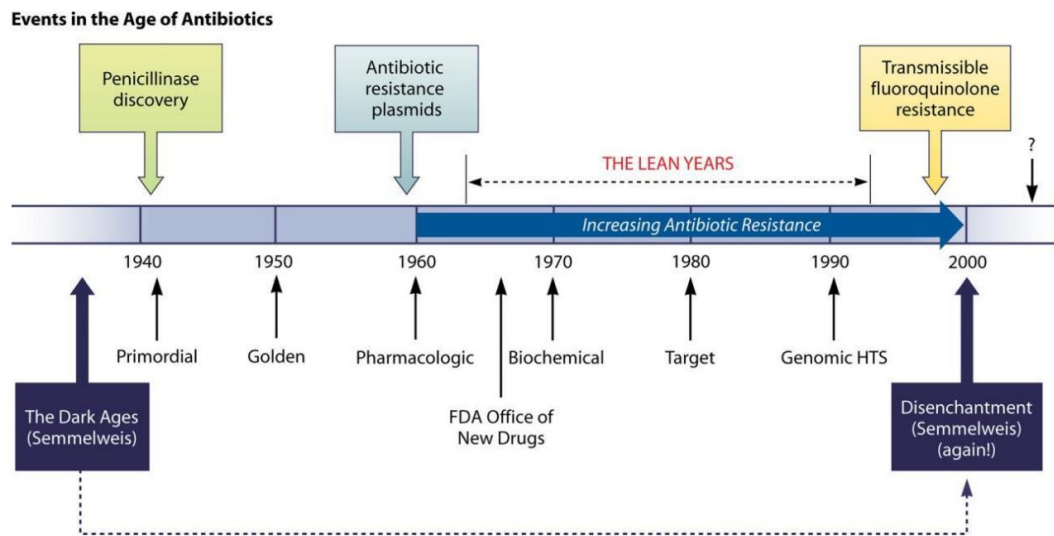 Events in the Age of Antibiotics
Penicillinase
discovery
Antibiotic
resistance
plasmids
Transmissible
fluoroquinolone
resistance
?
THE LEAN YEARS
Increasing Antibiotic Resistance
1940
1950
1960
1970
1980
1990
2000
Primordial
Golden
Pharmacologic
Biochemical
Target
Genomic HTS
FDA Office of
New Drugs
The Dark Ages
(Semmelweis)
Disenchantment
(Semmelweis)
(again!)